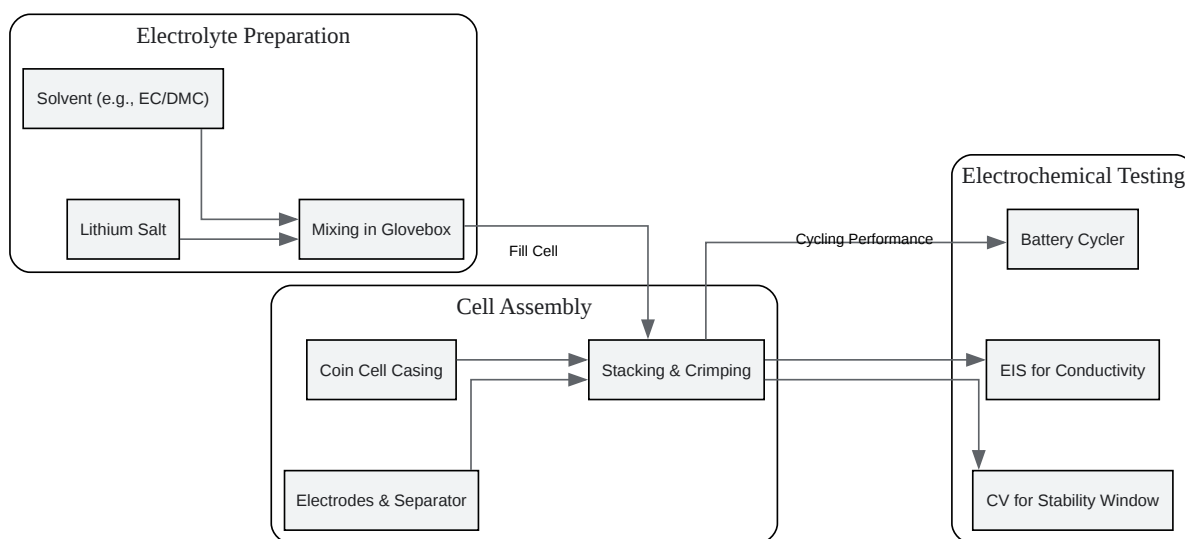 Electrolyte Preparation
Solvent (e.g., EC/DMC)
Lithium Salt
Mixing in Glovebox
Fill Cell
Cell Assembly
Coin Cell Casing
Stacking & Crimping
Electrodes & Separator
Cycling Performance
Electrochemical Testing
Battery Cycler
EIS for Conductivity
CV for Stability Window